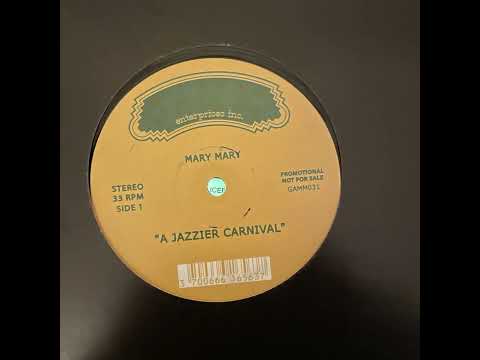 enterprises inc.
MARY MARY
STEREO
33 RPM
SIDE 1
PROMOTIONAL
NOT FOR SALE
GAMM031
"A JAZZIER CARNIVAL"